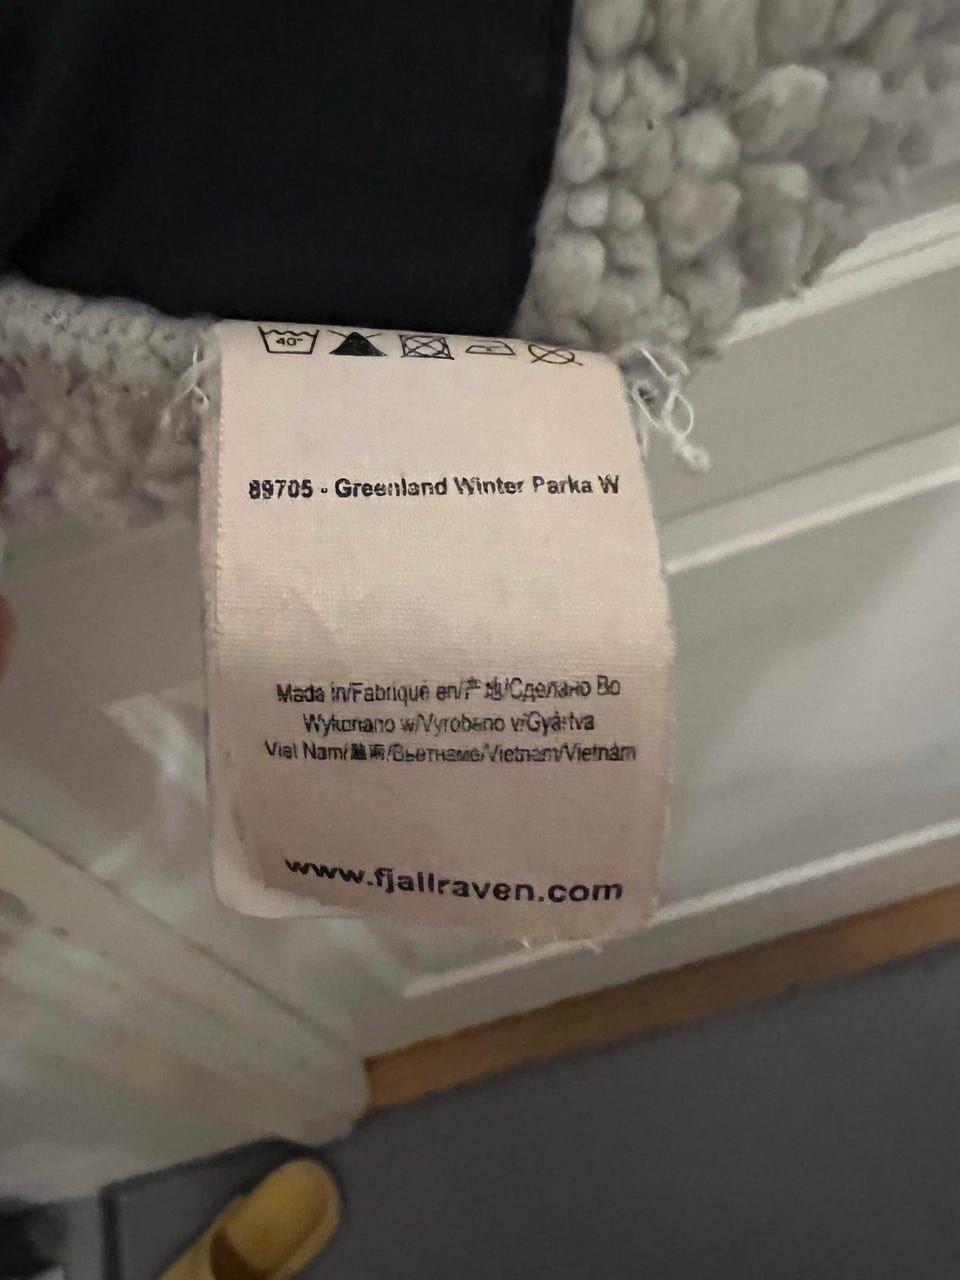 40°
89705 - Greenland Winter Parka W
Made in/Fabriqué en/产地/Сделано Во
Wykonano w/Vyrobeno v/Gyártva
Viet Nam/越南/Вьетнаме/Vietnam/Vietnám
www.fjallraven.com